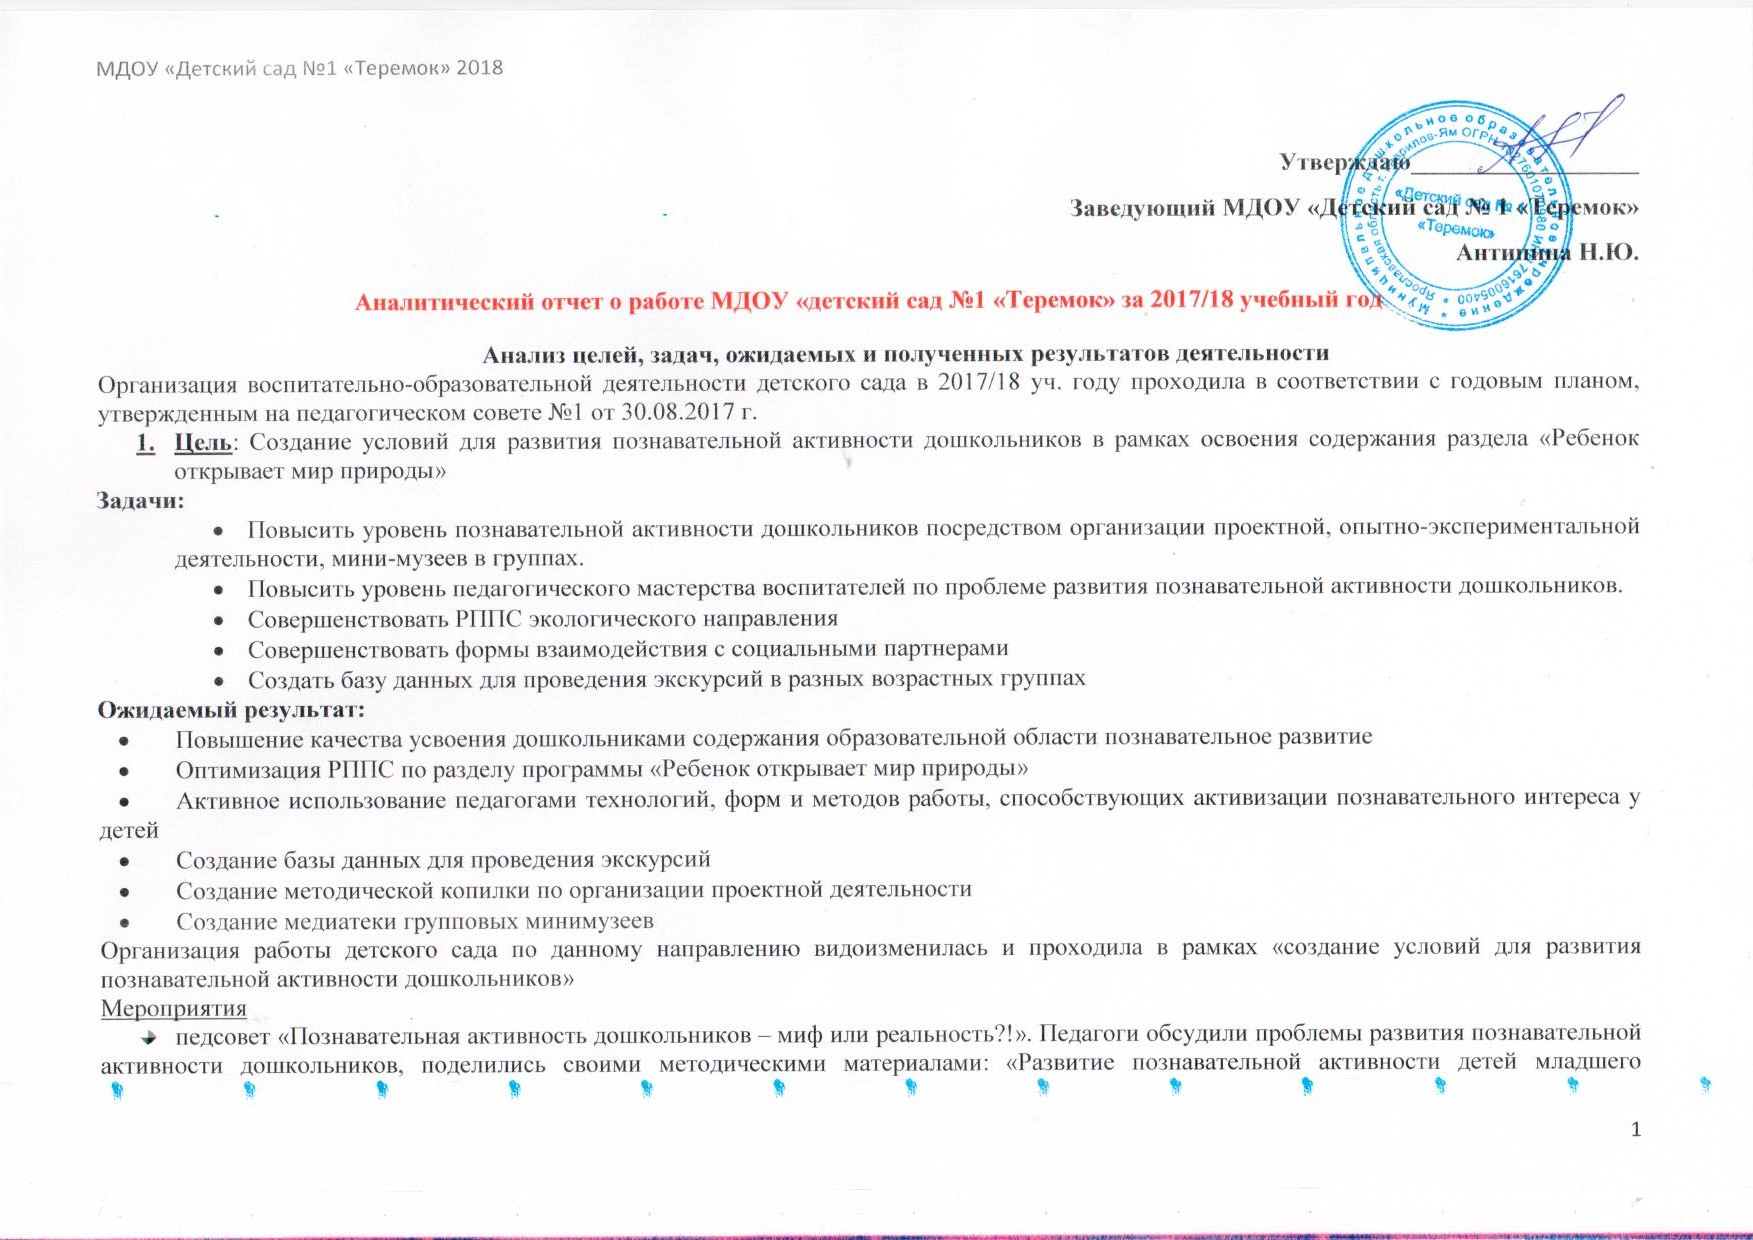 МДОУ «Детский сад №1 «Теремок» 2018
Утверждаю__________________
Заведующий МДОУ «Детский сад № 1 «Теремок»
Антипина Н.Ю.
«Детский сад №
«Теремок»
Аналитический отчет о работе МДОУ «детский сад №1 «Теремок» за 2017/18 учебный год
Анализ целей, задач, ожидаемых и полученных результатов деятельности
Организация воспитательно-образовательной деятельности детского сада в 2017/18 уч. году проходила в соответствии с годовым планом,
утвержденным на педагогическом совете №1 от 30.08.2017 г.
1. Цель: Создание условий для развития познавательной активности дошкольников в рамках освоения содержания раздела «Ребенок
открывает мир природы»
Задачи:
• Повысить уровень познавательной активности дошкольников посредством организации проектной, опытно-экспериментальной
деятельности, мини-музеев в группах.
• Повысить уровень педагогического мастерства воспитателей по проблеме развития познавательной активности дошкольников.
• Совершенствовать РППС экологического направления
• Совершенствовать формы взаимодействия с социальными партнерами
• Создать базу данных для проведения экскурсий в разных возрастных группах
Ожидаемый результат:
• Повышение качества усвоения дошкольниками содержания образовательной области познавательное развитие
• Оптимизация РППС по разделу программы «Ребенок открывает мир природы»
• Активное использование педагогами технологий, форм и методов работы, способствующих активизации познавательного интереса у
детей
• Создание базы данных для проведения экскурсий
• Создание методической копилки по организации проектной деятельности
• Создание медиатеки групповых минимузеев
Организация работы детского сада по данному направлению видоизменилась и проходила в рамках «создание условий для развития
познавательной активности дошкольников»
Мероприятия
педсовет «Познавательная активность дошкольников – миф или реальность?!». Педагоги обсудили проблемы развития познавательной
активности дошкольников, поделились своими методическими материалами: «Развитие познавательной активности детей младшего
1